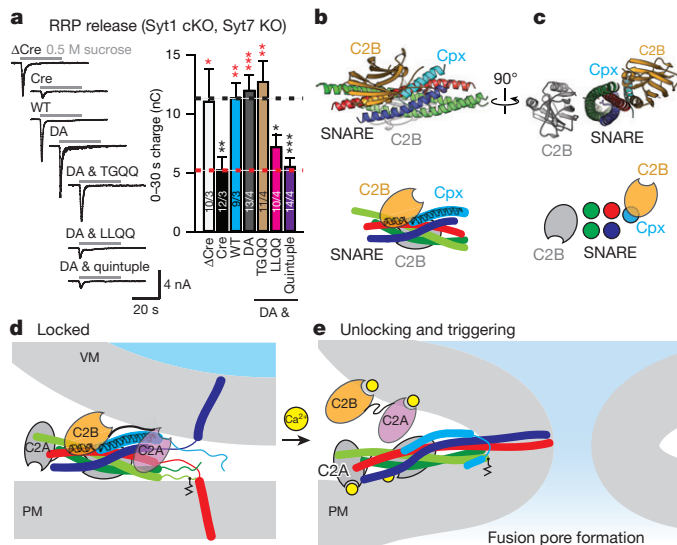 a RRP release (Syt1 cKO, Syt7 KO)
ΔCre 0.5 M sucrose
Cre
WT
DA
DA & TGQQ
DA & LLQQ
DA & quintuple
4 nA
20 s
0–30 s charge (nC)
15
12
9
6
3
0
*
**
**
***
**
*
***
10/3
12/3
9/3
13/4
11/4
10/4
14/4
ΔCre
Cre
WT
DA
TGQQ
LLQQ
Quintuple
DA &
b
C2B
Cpx
SNARE
C2B
90°
C2B
Cpx
SNARE
C2B
c
C2B
Cpx
C2B
SNARE
C2B
Cpx
C2B
SNARE
d Locked
VM
C2A
C2B
C2A
PM
Ca2+
e Unlocking and triggering
C2B
C2A
C2A
PM
Fusion pore formation